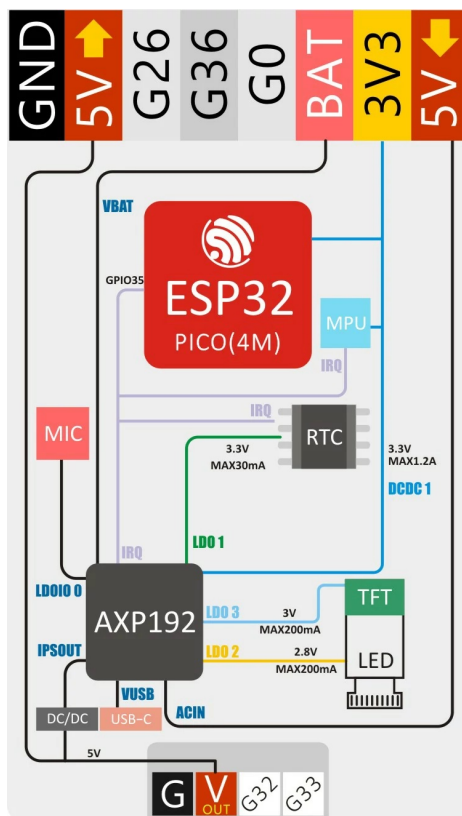 GND
5V
G26
G36
G0
BAT
3V3
5V
VBAT
GPIO35
ESP32
PICO(4M)
MPU
IRQ
IRQ
MIC
RTC
3.3V
MAX30mA
3.3V
MAX1.2A
DCDC 1
LDO 1
IRQ
LDOIO 0
AXP192
LDO 3
3V
MAX200mA
TFT
IPSOUT
LDO 2
2.8V
MAX200mA
LED
VUSB
DC/DC
USB-C
ACIN
5V
G
V
OUT
G32
G33